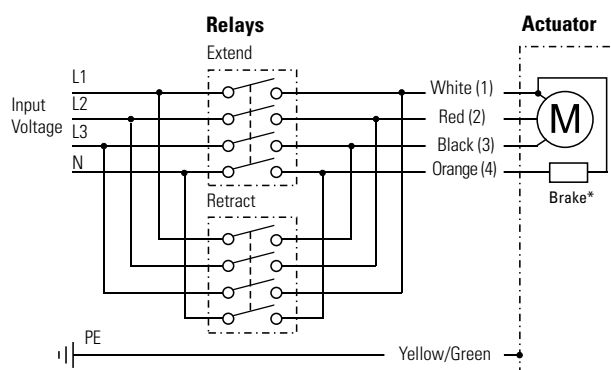 Relays
Actuator
Extend
L1
L2
L3
N
Input
Voltage
White (1)
Red (2)
Black (3)
Orange (4)
M
Brake*
Retract
PE
Yellow/Green